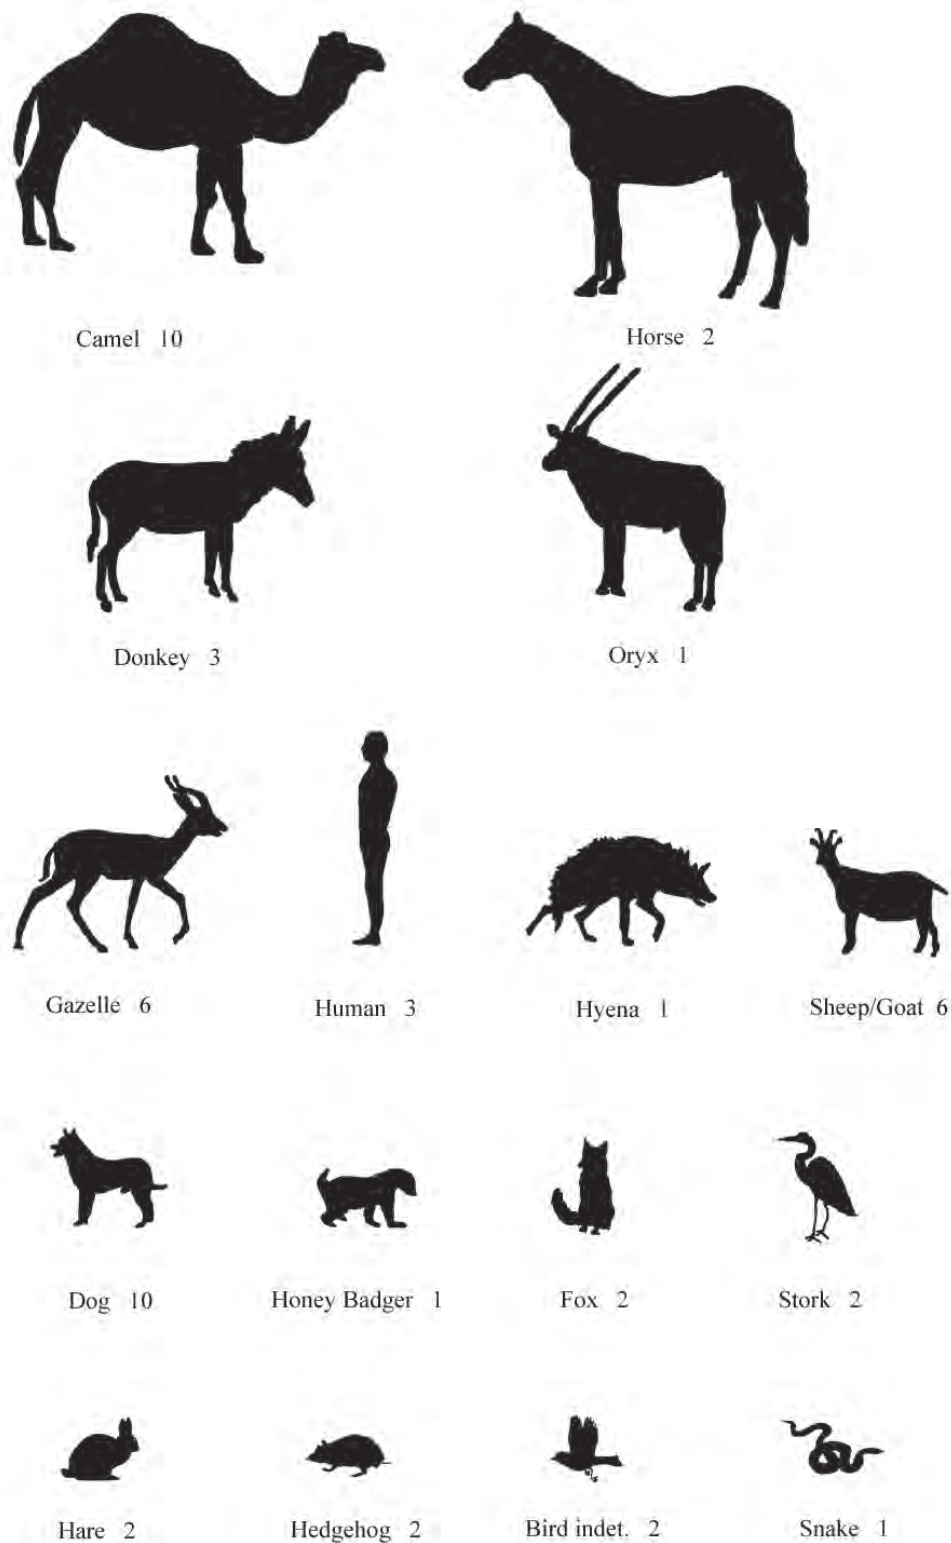 Camel 10
Horse 2
Donkey 3
Oryx 1
Gazelle 6
Human 3
Hyena 1
Sheep/Goat 6
Dog 10
Honey Badger 1
Fox 2
Stork 2
Hare 2
Hedgehog 2
Bird indet. 2
Snake 1